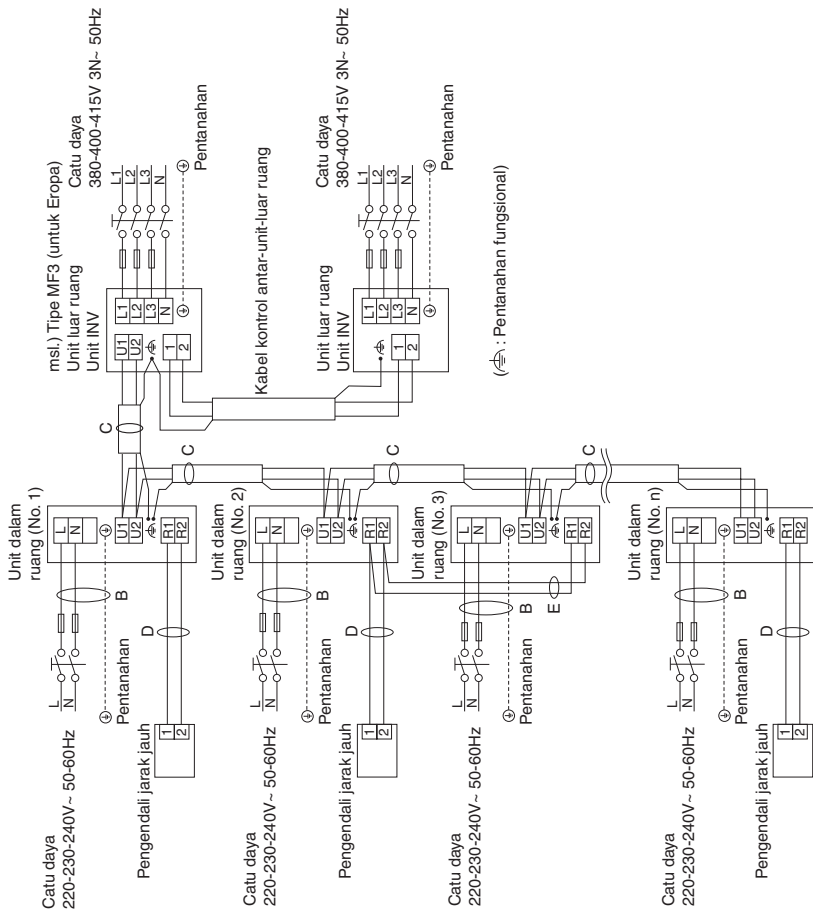 msl.) Tipe MF3 (untuk Eropa)
Unit luar ruang
Unit INV
Catu daya
380-400-415V 3N~ 50Hz
L1
L2
L3
N
Pentanahan
L1
L2
L3
N
U1
U2
1
2
Kabel kontrol antar-unit-luar ruang
Unit luar ruang
Unit INV
Catu daya
380-400-415V 3N~ 50Hz
L1
L2
L3
N
Pentanahan
L1
L2
L3
N
1
2
( : Pentanahan fungsional)
C
C
C
C
Unit dalam
ruang (No. 1)
L
N
U1
U2
R1
R2
B
D
L
N
Pentanahan
Catu daya
220-230-240V~ 50-60Hz
1
2
Pengendali jarak jauh
Unit dalam
ruang (No. 2)
L
N
U1
U2
R1
R2
B
D
L
N
Pentanahan
Catu daya
220-230-240V~ 50-60Hz
1
2
Pengendali jarak jauh
Unit dalam
ruang (No. 3)
L
N
U1
U2
R1
R2
B
E
L
N
Pentanahan
Catu daya
220-230-240V~ 50-60Hz
Unit dalam
ruang (No. n)
L
N
U1
U2
R1
R2
B
D
L
N
Pentanahan
Catu daya
220-230-240V~ 50-60Hz
1
2
Pengendali jarak jauh